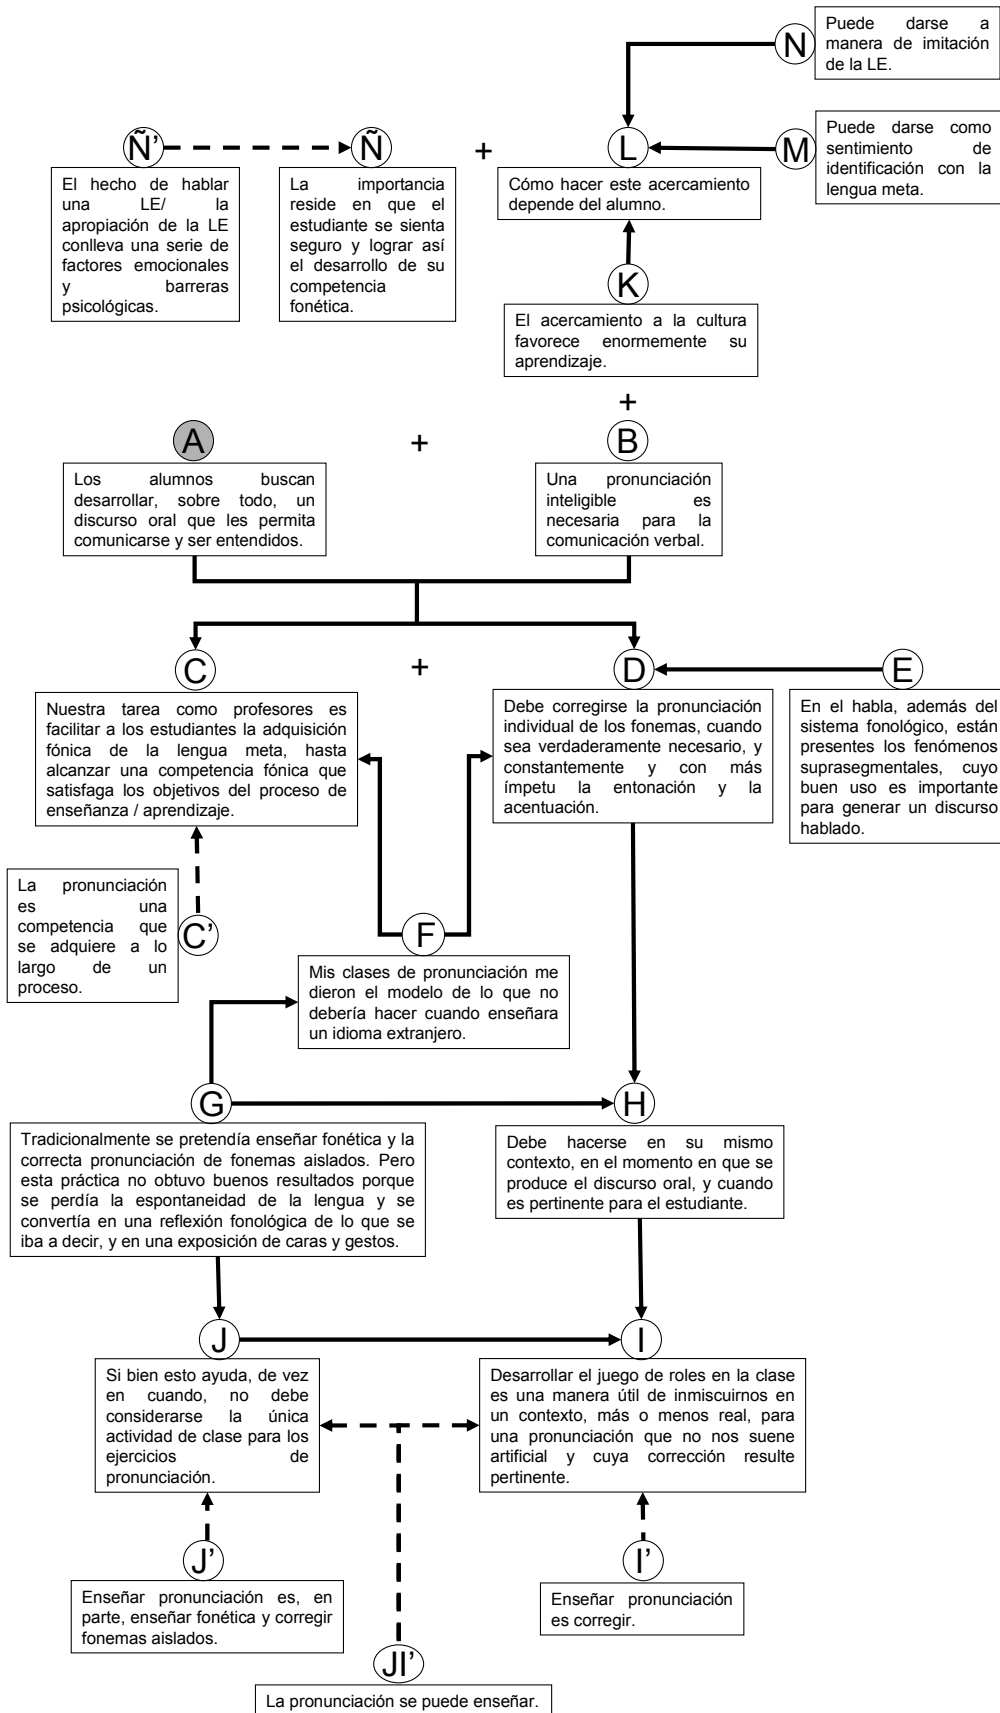 N
Puede darse a
manera de imitación
de la LE.
Ñ'
Ñ
+
L
M
Puede darse como
sentimiento de
identificación con la
lengua meta.
El hecho de hablar
una LE/ la
apropiación de la LE
conlleva una serie de
factores emocionales
y barreras
psicológicas.
La importancia
reside en que el
estudiante se sienta
seguro y lograr así
el desarrollo de su
competencia
fonética.
Cómo hacer este acercamiento
depende del alumno.
K
El acercamiento a la cultura
favorece enormemente su
aprendizaje.
+
A
+
B
Los alumnos buscan
desarrollar, sobre todo, un
discurso oral que les permita
comunicarse y ser entendidos.
Una pronunciación
inteligible es
necesaria para la
comunicación verbal.
C
+
D
E
Nuestra tarea como profesores es
facilitar a los estudiantes la adquisición
fónica de la lengua meta, hasta
alcanzar una competencia fónica que
satisfaga los objetivos del proceso de
enseñanza / aprendizaje.
Debe corregirse la pronunciación
individual de los fonemas, cuando
sea verdaderamente necesario, y
constantemente y con más
ímpetu la entonación y la
acentuación.
En el habla, además del
sistema fonológico, están
presentes los fenómenos
suprasegmentales, cuyo
buen uso es importante
para generar un discurso
hablado.
La pronunciación
es una
competencia que
se adquiere a lo
largo de un
proceso.
C'
F
Mis clases de pronunciación me
dieron el modelo de lo que no
debería hacer cuando enseñara
un idioma extranjero.
G
H
Tradicionalmente se pretendía enseñar fonética y la
correcta pronunciación de fonemas aislados. Pero
esta práctica no obtuvo buenos resultados porque
se perdía la espontaneidad de la lengua y se
convertía en una reflexión fonológica de lo que se
iba a decir, y en una exposición de caras y gestos.
Debe hacerse en su mismo
contexto, en el momento en que se
produce el discurso oral, y cuando
es pertinente para el estudiante.
J
I
Si bien esto ayuda, de vez
en cuando, no debe
considerarse la única
actividad de clase para los
ejercicios de
pronunciación.
Desarrollar el juego de roles en la clase
es una manera útil de inmiscuirnos en
un contexto, más o menos real, para
una pronunciación que no nos suene
artificial y cuya corrección resulte
pertinente.
J'
I'
Enseñar pronunciación es, en
parte, enseñar fonética y corregir
fonemas aislados.
Enseñar pronunciación
es corregir.
JI'
La pronunciación se puede enseñar.